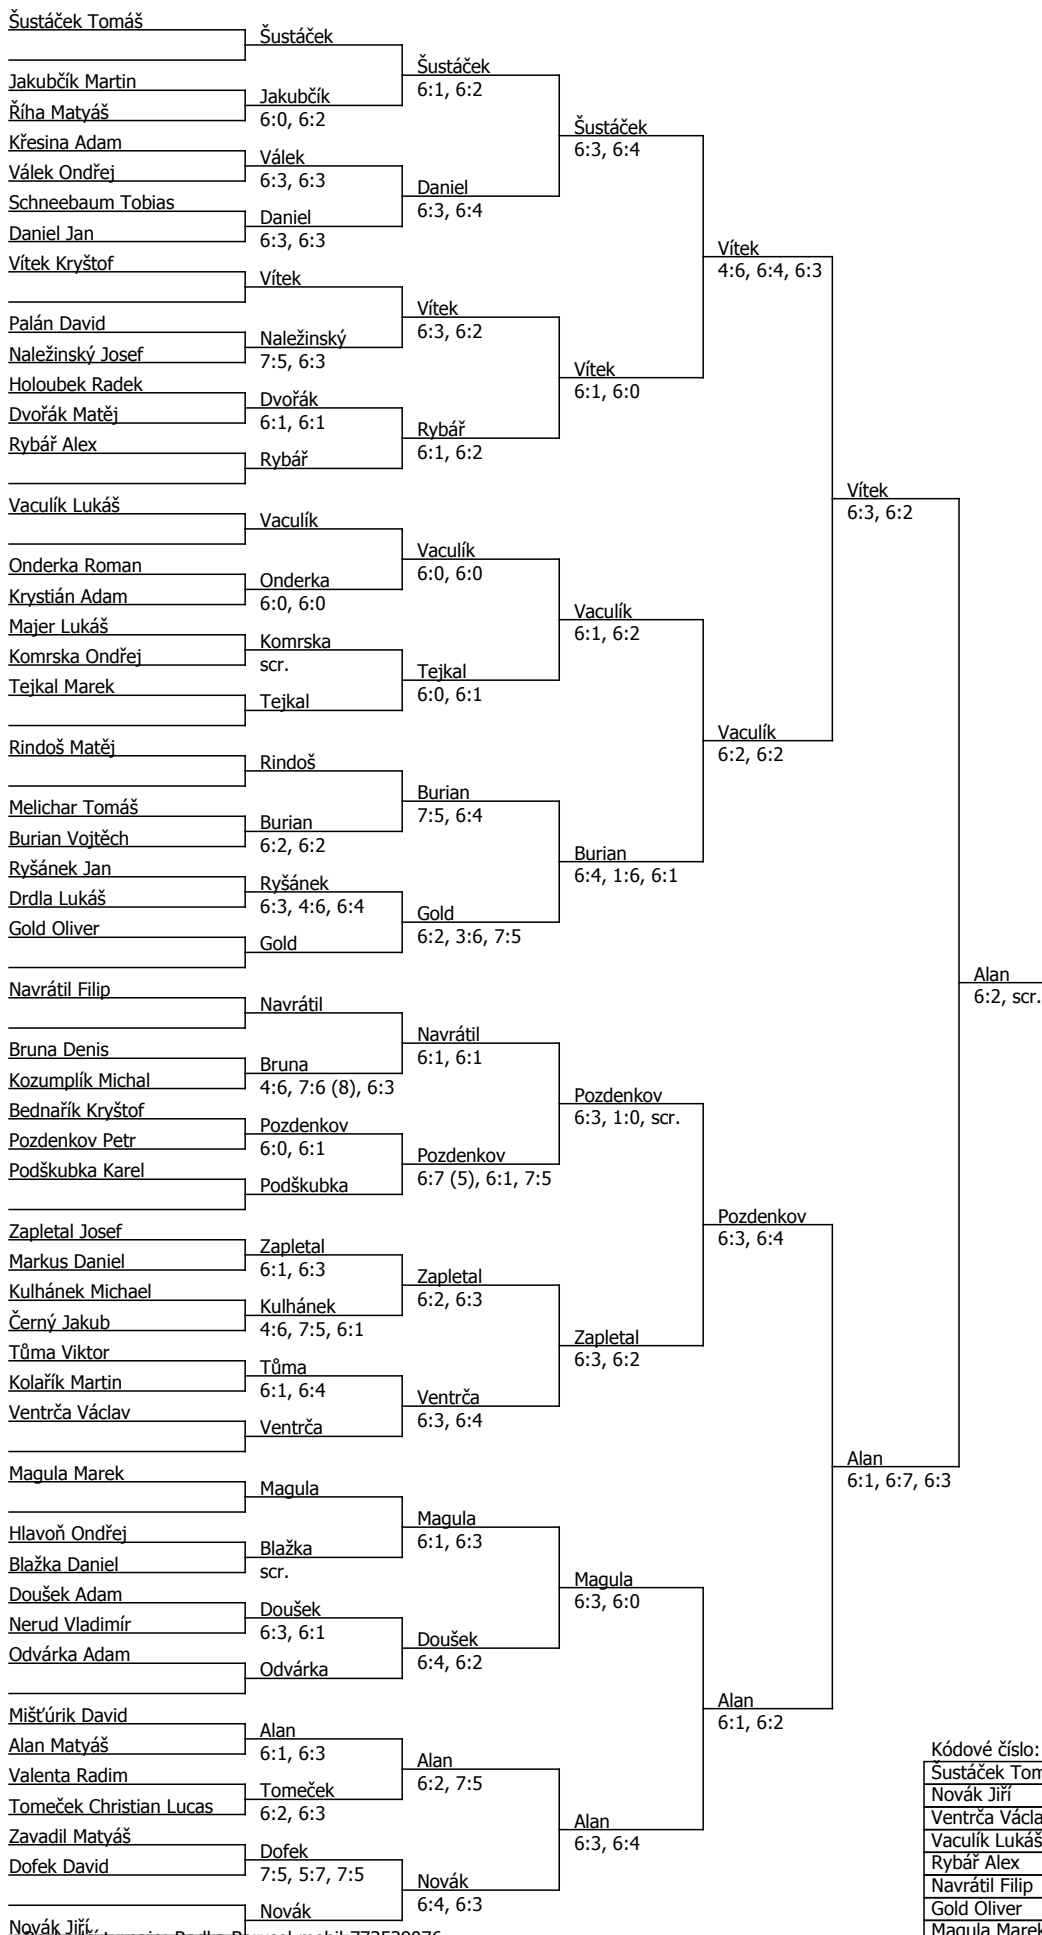 Šustáček Tomáš
Šustáček
Šustáček
6:1, 6:2
Jakubčík Martin
Jakubčík
6:0, 6:2
Říha Matyáš
Šustáček
6:3, 6:4
Křesina Adam
Válek
6:3, 6:3
Válek Ondřej
Daniel
6:3, 6:4
Schneebaum Tobias
Daniel
6:3, 6:3
Daniel Jan
Vítek
4:6, 6:4, 6:3
Vítek Kryštof
Vítek
Vítek
6:3, 6:2
Palán David
Naležinský
7:5, 6:3
Naležinský Josef
Vítek
6:1, 6:0
Holoubek Radek
Dvořák
6:1, 6:1
Dvořák Matěj
Rybář
6:1, 6:2
Rybář Alex
Rybář
Vítek
6:3, 6:2
Vaculík Lukáš
Vaculík
Vaculík
6:0, 6:0
Onderka Roman
Onderka
6:0, 6:0
Krystián Adam
Vaculík
6:1, 6:2
Majer Lukáš
Komrska
scr.
Komrska Ondřej
Tejkal
6:0, 6:1
Tejkal Marek
Tejkal
Vaculík
6:2, 6:2
Rindoš Matěj
Rindoš
Burian
7:5, 6:4
Melichar Tomáš
Burian
6:2, 6:2
Burian Vojtěch
Burian
6:4, 1:6, 6:1
Ryšánek Jan
Ryšánek
6:3, 4:6, 6:4
Drdla Lukáš
Gold
6:2, 3:6, 7:5
Gold Oliver
Gold
Alan
6:2, scr.
Navrátil Filip
Navrátil
Navrátil
6:1, 6:1
Bruna Denis
Bruna
4:6, 7:6 (8), 6:3
Kozumplík Michal
Pozdenkov
6:3, 1:0, scr.
Bednařík Kryštof
Pozdenkov
6:0, 6:1
Pozdenkov Petr
Pozdenkov
6:7 (5), 6:1, 7:5
Podškubka Karel
Podškubka
Pozdenkov
6:3, 6:4
Zapletal Josef
Zapletal
6:1, 6:3
Markus Daniel
Zapletal
6:2, 6:3
Kulhánek Michael
Kulhánek
4:6, 7:5, 6:1
Černý Jakub
Zapletal
6:3, 6:2
Tůma Viktor
Tůma
6:1, 6:4
Kolařík Martin
Ventrča
6:3, 6:4
Ventrča Václav
Ventrča
Alan
6:1, 6:7, 6:3
Magula Marek
Magula
Magula
6:1, 6:3
Hlavoň Ondřej
Blažka
scr.
Blažka Daniel
Magula
6:3, 6:0
Doušek Adam
Doušek
6:3, 6:1
Nerud Vladimír
Doušek
6:4, 6:2
Odvárka Adam
Odvárka
Alan
6:1, 6:2
Mišťúrik David
Alan
6:1, 6:3
Alan Matyáš
Alan
6:2, 7:5
Valenta Radim
Tomeček
6:2, 6:3
Tomeček Christian Lucas
Alan
6:3, 6:4
Zavadil Matyáš
Dofek
7:5, 5:7, 7:5
Dofek David
Novák
6:4, 6:3
Novák
Novák Jiří
Kódové číslo:
Šustáček Tom
Novák Jiří
Ventrča Václa
Vaculík Lukáš
Rybář Alex
Navrátil Filip
Gold Oliver
Magula Marek